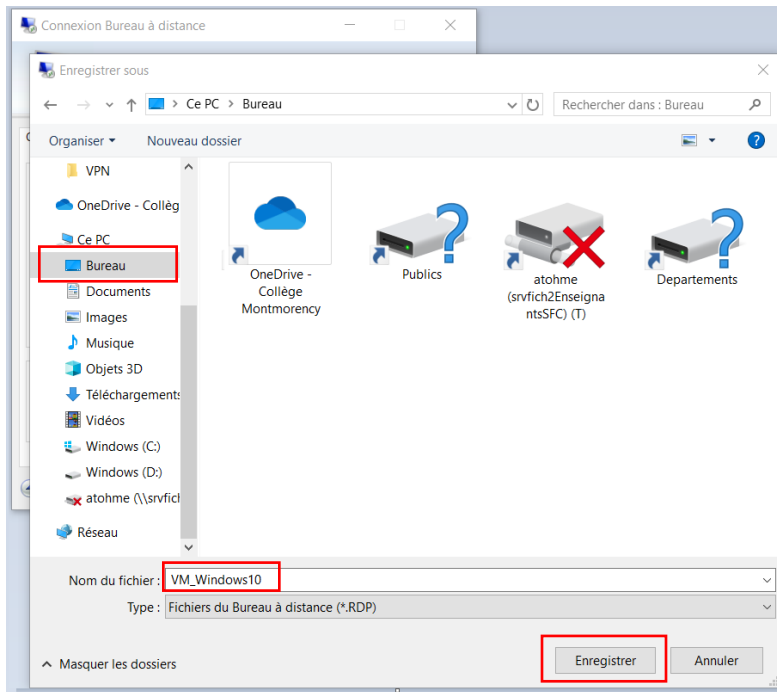 Connexion Bureau à distance
Enregistrer sous
Ce PC > Bureau
Rechercher dans : Bureau
Organiser
Nouveau dossier
VPN
OneDrive - Collèg
Ce PC
Bureau
Documents
Images
Musique
Objets 3D
Téléchargements
Vidéos
Windows (C:)
Windows (D:)
atohme (\\srvfich
Réseau
OneDrive -
Collège
Montmorency
Publics
atohme
(srvfich2Enseigna
ntsSFC) (T)
Departements
Nom du fichier : VM_Windows10
Type : Fichiers du Bureau à distance (*.RDP)
Masquer les dossiers
Enregistrer
Annuler